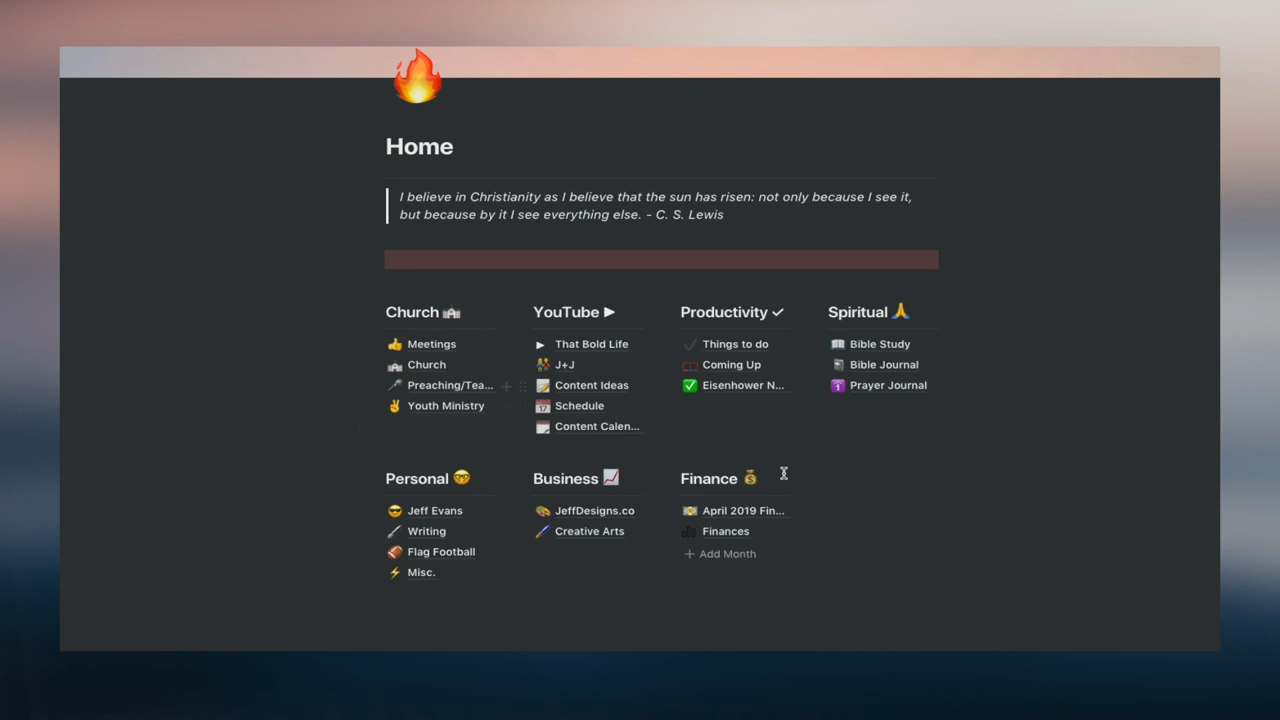 Home
I believe in Christianity as I believe that the sun has risen: not only because I see it,
but because by it I see everything else. - C. S. Lewis
Church
Meetings
Church
Preaching/Tea...
Youth Ministry
YouTube
That Bold Life
J+J
Content Ideas
Schedule
Content Calen...
Productivity
Things to do
Coming Up
Eisenhower N...
Spiritual
Bible Study
Bible Journal
Prayer Journal
Personal
Jeff Evans
Writing
Flag Football
Misc.
Business
JeffDesigns.co
Creative Arts
Finance
April 2019 Fin...
Finances
+ Add Month